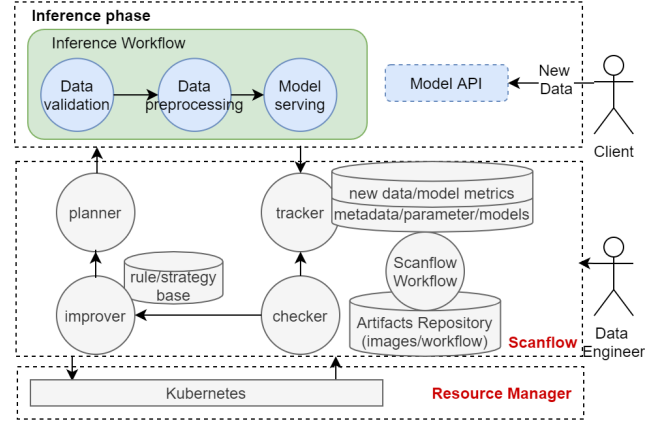 Inference phase
Inference Workflow
Data
validation
Data
preprocessing
Model
serving
Model API
New
Data
Client
planner
tracker
new data/model metrics
metadata/parameter/models
rule/strategy
base
Scanflow
Workflow
improver
checker
Artifacts Repository
(images/workflow)
Scanflow
Data
Engineer
Kubernetes
Resource Manager